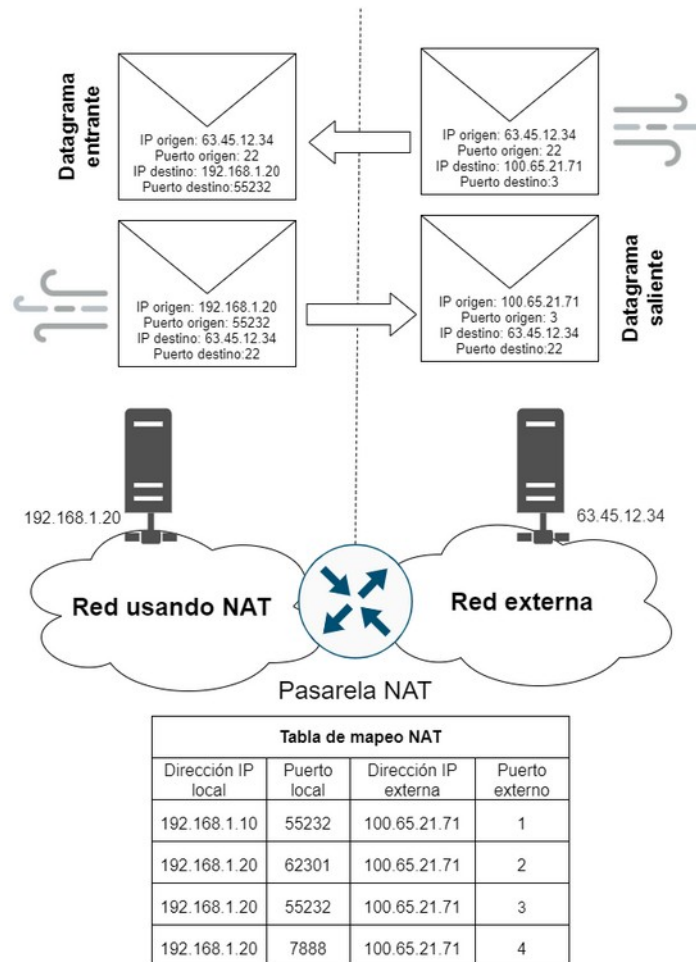 Datagrama
entrante
IP origen: 63.45.12.34
Puerto origen: 22
IP destino: 192.168.1.20
Puerto destino:55232
IP origen: 63.45.12.34
Puerto origen: 22
IP destino: 100.65.21.71
Puerto destino:3
IP origen: 192.168.1.20
Puerto origen: 55232
IP destino: 63.45.12.34
Puerto destino:22
IP origen: 100.65.21.71
Puerto origen: 3
IP destino: 63.45.12.34
Puerto destino:22
Datagrama
saliente
192.168.1.20
63.45.12.34
Red usando NAT
Red externa
Pasarela NAT
Tabla de mapeo NAT
Dirección IP
local
Puerto
local
Dirección IP
externa
Puerto
externo
192.168.1.10 55232 100.65.21.71 1
192.168.1.20 62301 100.65.21.71 2
192.168.1.20 55232 100.65.21.71 3
192.168.1.20 7888 100.65.21.71 4